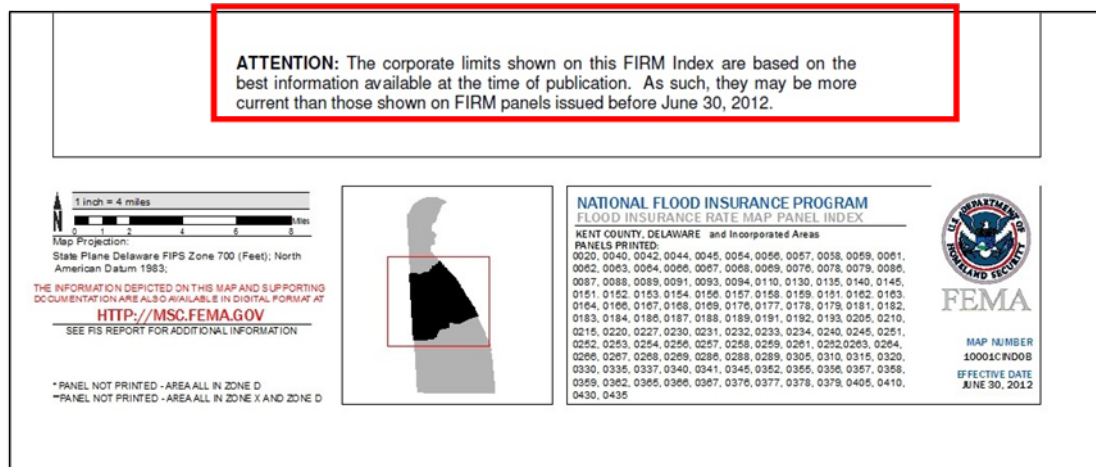 ATTENTION: The corporate limits shown on this FIRM Index are based on the
best information available at the time of publication. As such, they may be more
current than those shown on FIRM panels issued before June 30, 2012.
1 inch = 4 miles
N
Miles
0 1 2 4 6 8
Map Projection:
State Plane Delaware FIPS Zone 700 (Feet); North
American Datum 1983;
THE INFORMATION DEPICTED ON THIS MAP AND SUPPORTING
DOCUMENTATION ARE ALSO AVAILABLE IN DIGITAL FORMAT AT
HTTP://MSC.FEMA.GOV
SEE FIS REPORT FOR ADDITIONAL INFORMATION
* PANEL NOT PRINTED - AREA ALL IN ZONE D
**PANEL NOT PRINTED - AREA ALL IN ZONE X AND ZONE D
NATIONAL FLOOD INSURANCE PROGRAM
FLOOD INSURANCE RATE MAP PANEL INDEX
KENT COUNTY, DELAWARE and Incorporated Areas
PANELS PRINTED:
0020, 0040, 0042, 0044, 0045, 0054, 0056, 0057, 0058, 0059, 0061,
0062, 0063, 0064, 0066, 0067, 0068, 0069, 0076, 0078, 0079, 0086,
0087, 0088, 0089, 0091, 0093, 0094, 0110, 0130, 0135, 0140, 0145,
0151, 0152, 0153, 0154, 0156, 0157, 0158, 0159, 0161, 0162, 0163,
0164, 0166, 0167, 0168, 0169, 0176, 0177, 0178, 0179, 0181, 0182,
0183, 0184, 0186, 0187, 0188, 0189, 0191, 0192, 0193, 0205, 0210,
0215, 0220, 0227, 0230, 0231, 0232, 0233, 0234, 0240, 0245, 0251,
0252, 0253, 0254, 0256, 0257, 0258, 0259, 0261, 0262,0263, 0264,
0266, 0267, 0268, 0269, 0286, 0288, 0289, 0305, 0310, 0315, 0320,
0330, 0335, 0337, 0340, 0341, 0345, 0352, 0355, 0356, 0357, 0358,
0359, 0362, 0365, 0366, 0367, 0376, 0377, 0378, 0379, 0405, 0410,
0430, 0435
U.S. DEPARTMENT OF
HOMELAND SECURITY
FEMA
MAP NUMBER
10001CIND0B
EFFECTIVE DATE
JUNE 30, 2012